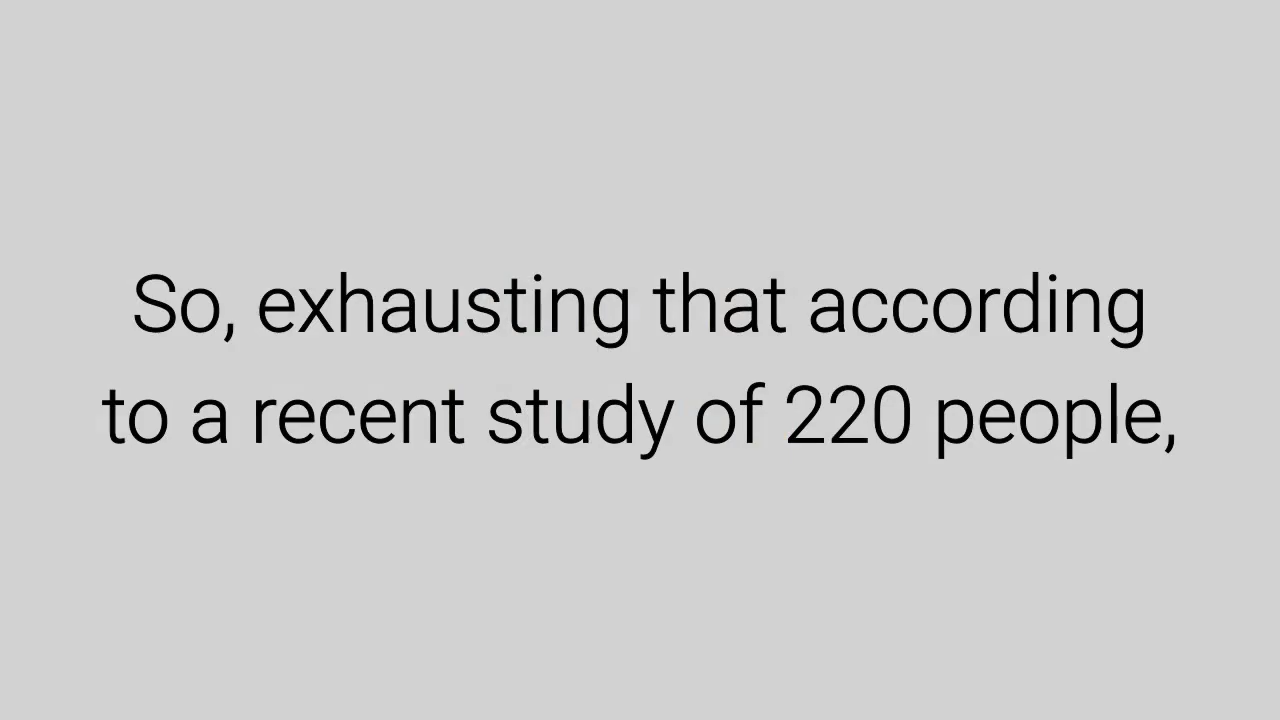 So, exhausting that according
to a recent study of 220 people,